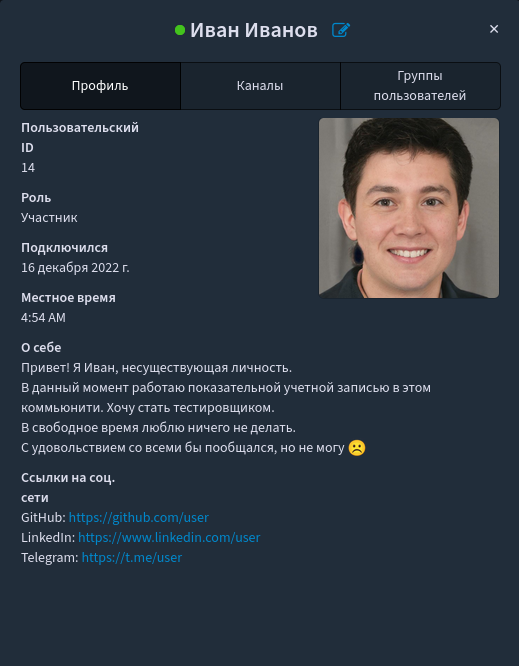 Иван Иванов
×
Профиль
Каналы
Группы
пользователей
Пользовательский
ID
14
Роль
Участник
Подключился
16 декабря 2022 г.
Местное время
4:54 AM
О себе
Привет! Я Иван, несуществующая личность.
В данный момент работаю показательной учетной записью в этом
коммьюнити. Хочу стать тестировщиком.
В свободное время люблю ничего не делать.
С удовольствием со всеми бы пообщался, но не могу ☹️
Ссылки на соц.
сети
GitHub: https://github.com/user
LinkedIn: https://www.linkedin.com/user
Telegram: https://t.me/user